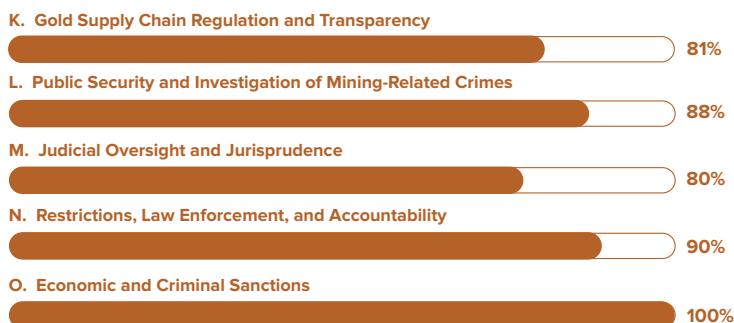 K. Gold Supply Chain Regulation and Transparency
81%
L. Public Security and Investigation of Mining-Related Crimes
88%
M. Judicial Oversight and Jurisprudence
80%
N. Restrictions, Law Enforcement, and Accountability
90%
O. Economic and Criminal Sanctions
100%